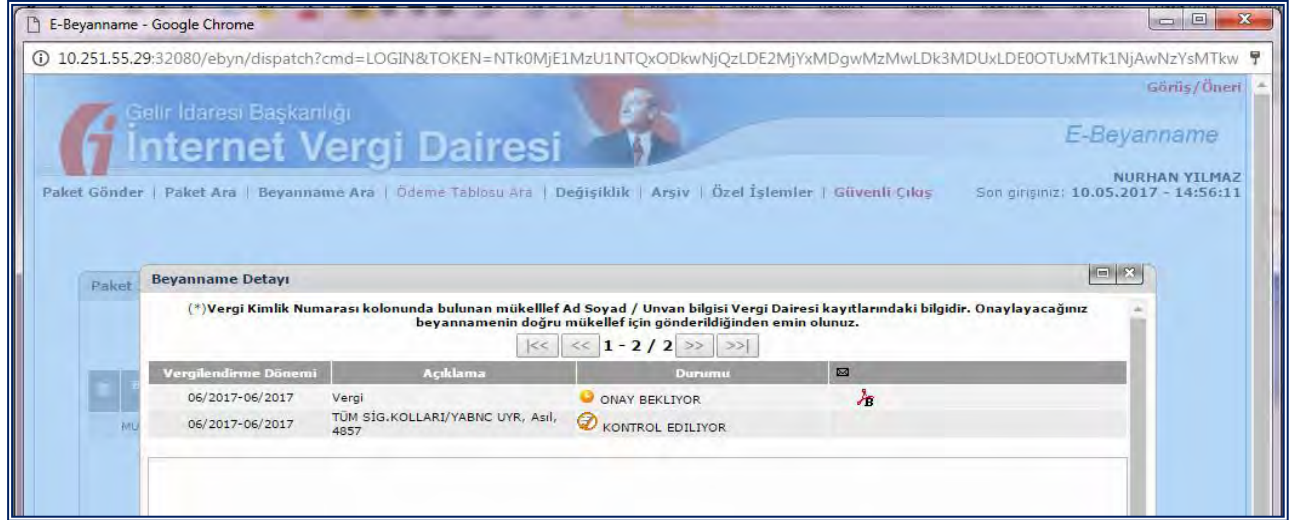 E-Beyanname - Google Chrome
10.251.55.29:32080/ebyn/dispatch?cmd=LOGIN&TOKEN=NTk0MjE1MzU1NTQxODkwNjQzLDE2MjYxMDgwMzMwLDk3MDUxLDE0OTUxMTk1NjAwNzYsMTkw
Görüş/Öneri
Gelir İdaresi Başkanlığı
İnternet Vergi Dairesi
E-Beyanname
NURHAN YILMAZ
Paket Gönder | Paket Ara | Beyanname Ara | Ödeme Tablosu Ara | Değişiklik | Arşiv | Özel İşlemler | Güvenli Çıkış
Son girişiniz: 10.05.2017 - 14:56:11
Paket
Beyanname Detayı
(*)Vergi Kimlik Numarası kolonunda bulunan mükelllef Ad Soyad / Unvan bilgisi Vergi Dairesi kayıtlarındaki bilgidir. Onaylayacağınız
beyannamenin doğru mükellef için gönderildiğinden emin olunuz.
|<< << 1 - 2 / 2 >> >>|
Vergilendirme Dönemi Açıklama Durumu
06/2017-06/2017 Vergi ONAY BEKLIYOR
06/2017-06/2017 TÜM SİG.KOLLARI/YABNC UYR, Asıl,
4857 KONTROL EDILIYOR
MU